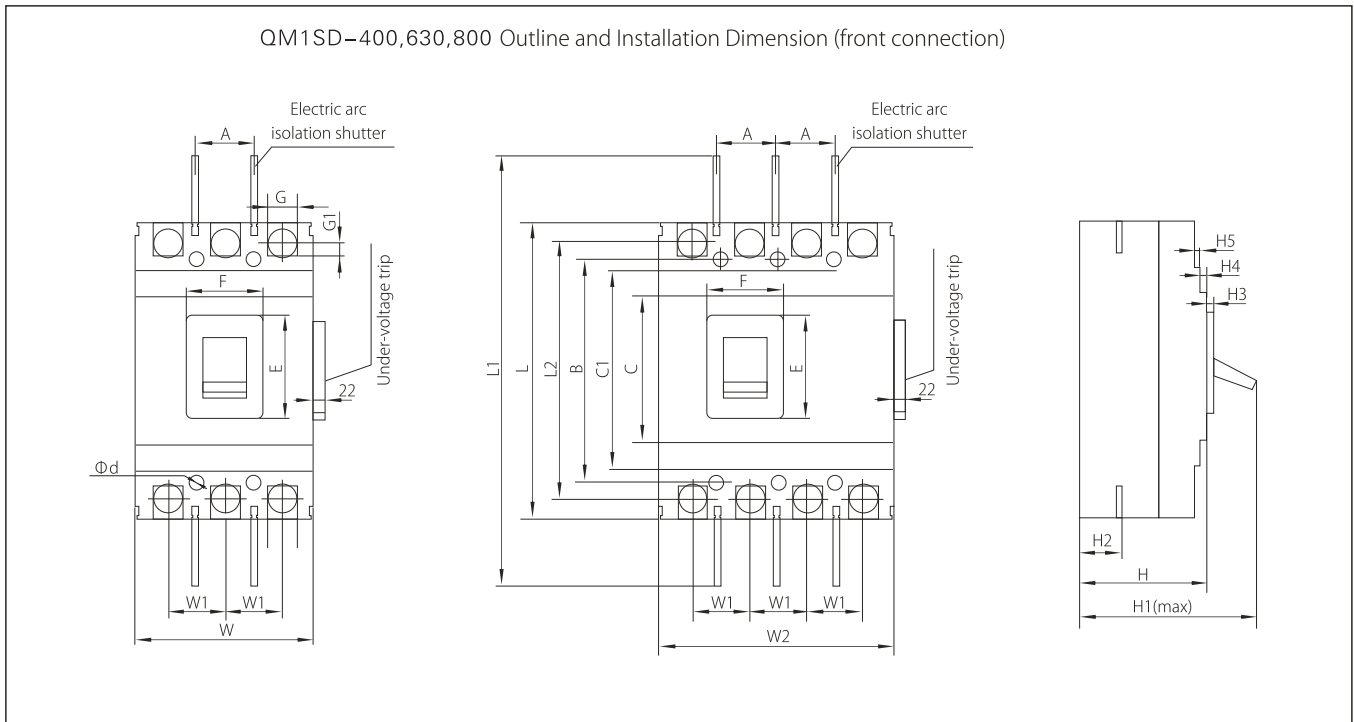 QM1SD-400,630,800 Outline and Installation Dimension (front connection)
Electric arc
isolation shutter
A
G
G1
F
E
Under-voltage trip
22
Φd
W1 W1
W
Electric arc
isolation shutter
A A
L1
L
L2
B
C1
C
F
E
Under-voltage trip
22
W1 W1 W1
W2
H5
H4
H3
H2
H
H1(max)